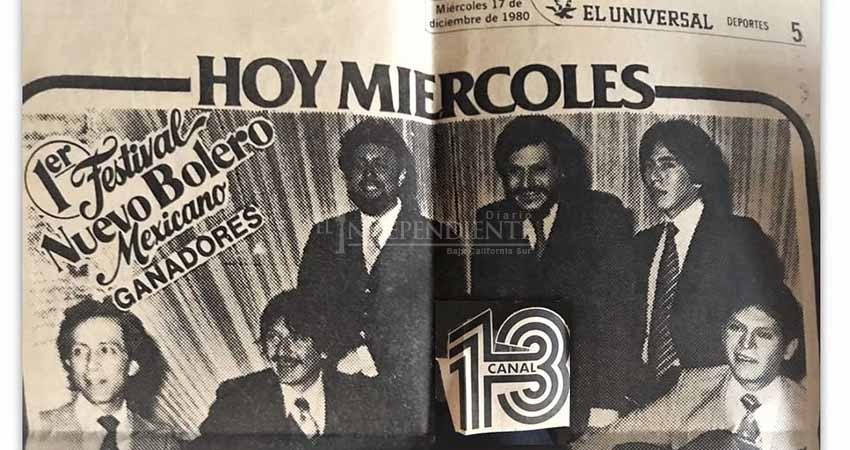 Miércoles 17 de
diciembre de 1980
EL UNIVERSAL
DEPORTES
5
HOY MIERCOLES
1er
Festival
Nuevo Bolero
Mexicano
GANADORES
Diario
EL INDEPENDIENTE
Baja California Sur
13
CANAL